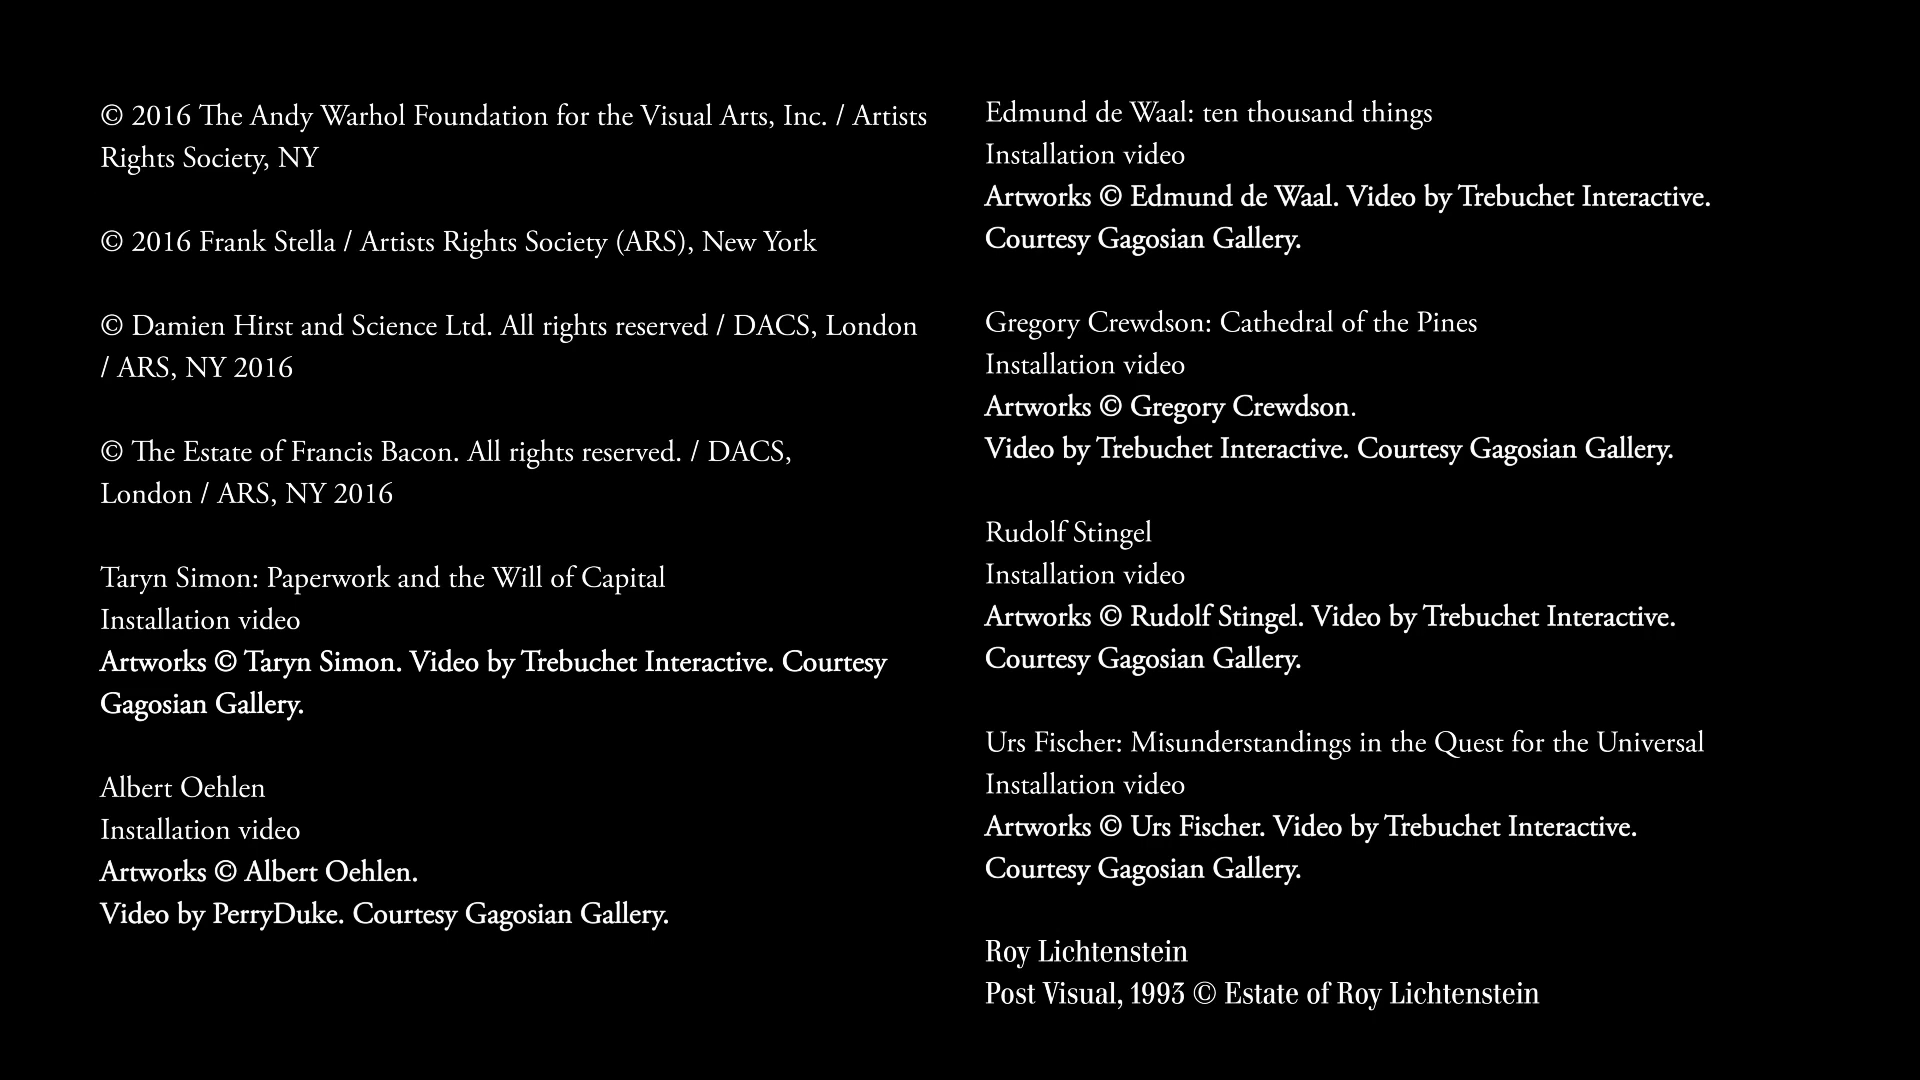 © 2016 The Andy Warhol Foundation for the Visual Arts, Inc. / Artists
Rights Society, NY
© 2016 Frank Stella / Artists Rights Society (ARS), New York
© Damien Hirst and Science Ltd. All rights reserved / DACS, London
/ ARS, NY 2016
© The Estate of Francis Bacon. All rights reserved. / DACS,
London / ARS, NY 2016
Taryn Simon: Paperwork and the Will of Capital
Installation video
Artworks © Taryn Simon. Video by Trebuchet Interactive. Courtesy
Gagosian Gallery.
Albert Oehlen
Installation video
Artworks © Albert Oehlen.
Video by PerryDuke. Courtesy Gagosian Gallery.
Edmund de Waal: ten thousand things
Installation video
Artworks © Edmund de Waal. Video by Trebuchet Interactive.
Courtesy Gagosian Gallery.
Gregory Crewdson: Cathedral of the Pines
Installation video
Artworks © Gregory Crewdson.
Video by Trebuchet Interactive. Courtesy Gagosian Gallery.
Rudolf Stingel
Installation video
Artworks © Rudolf Stingel. Video by Trebuchet Interactive.
Courtesy Gagosian Gallery.
Urs Fischer: Misunderstandings in the Quest for the Universal
Installation video
Artworks © Urs Fischer. Video by Trebuchet Interactive.
Courtesy Gagosian Gallery.
Roy Lichtenstein
Post Visual, 1993 © Estate of Roy Lichtenstein